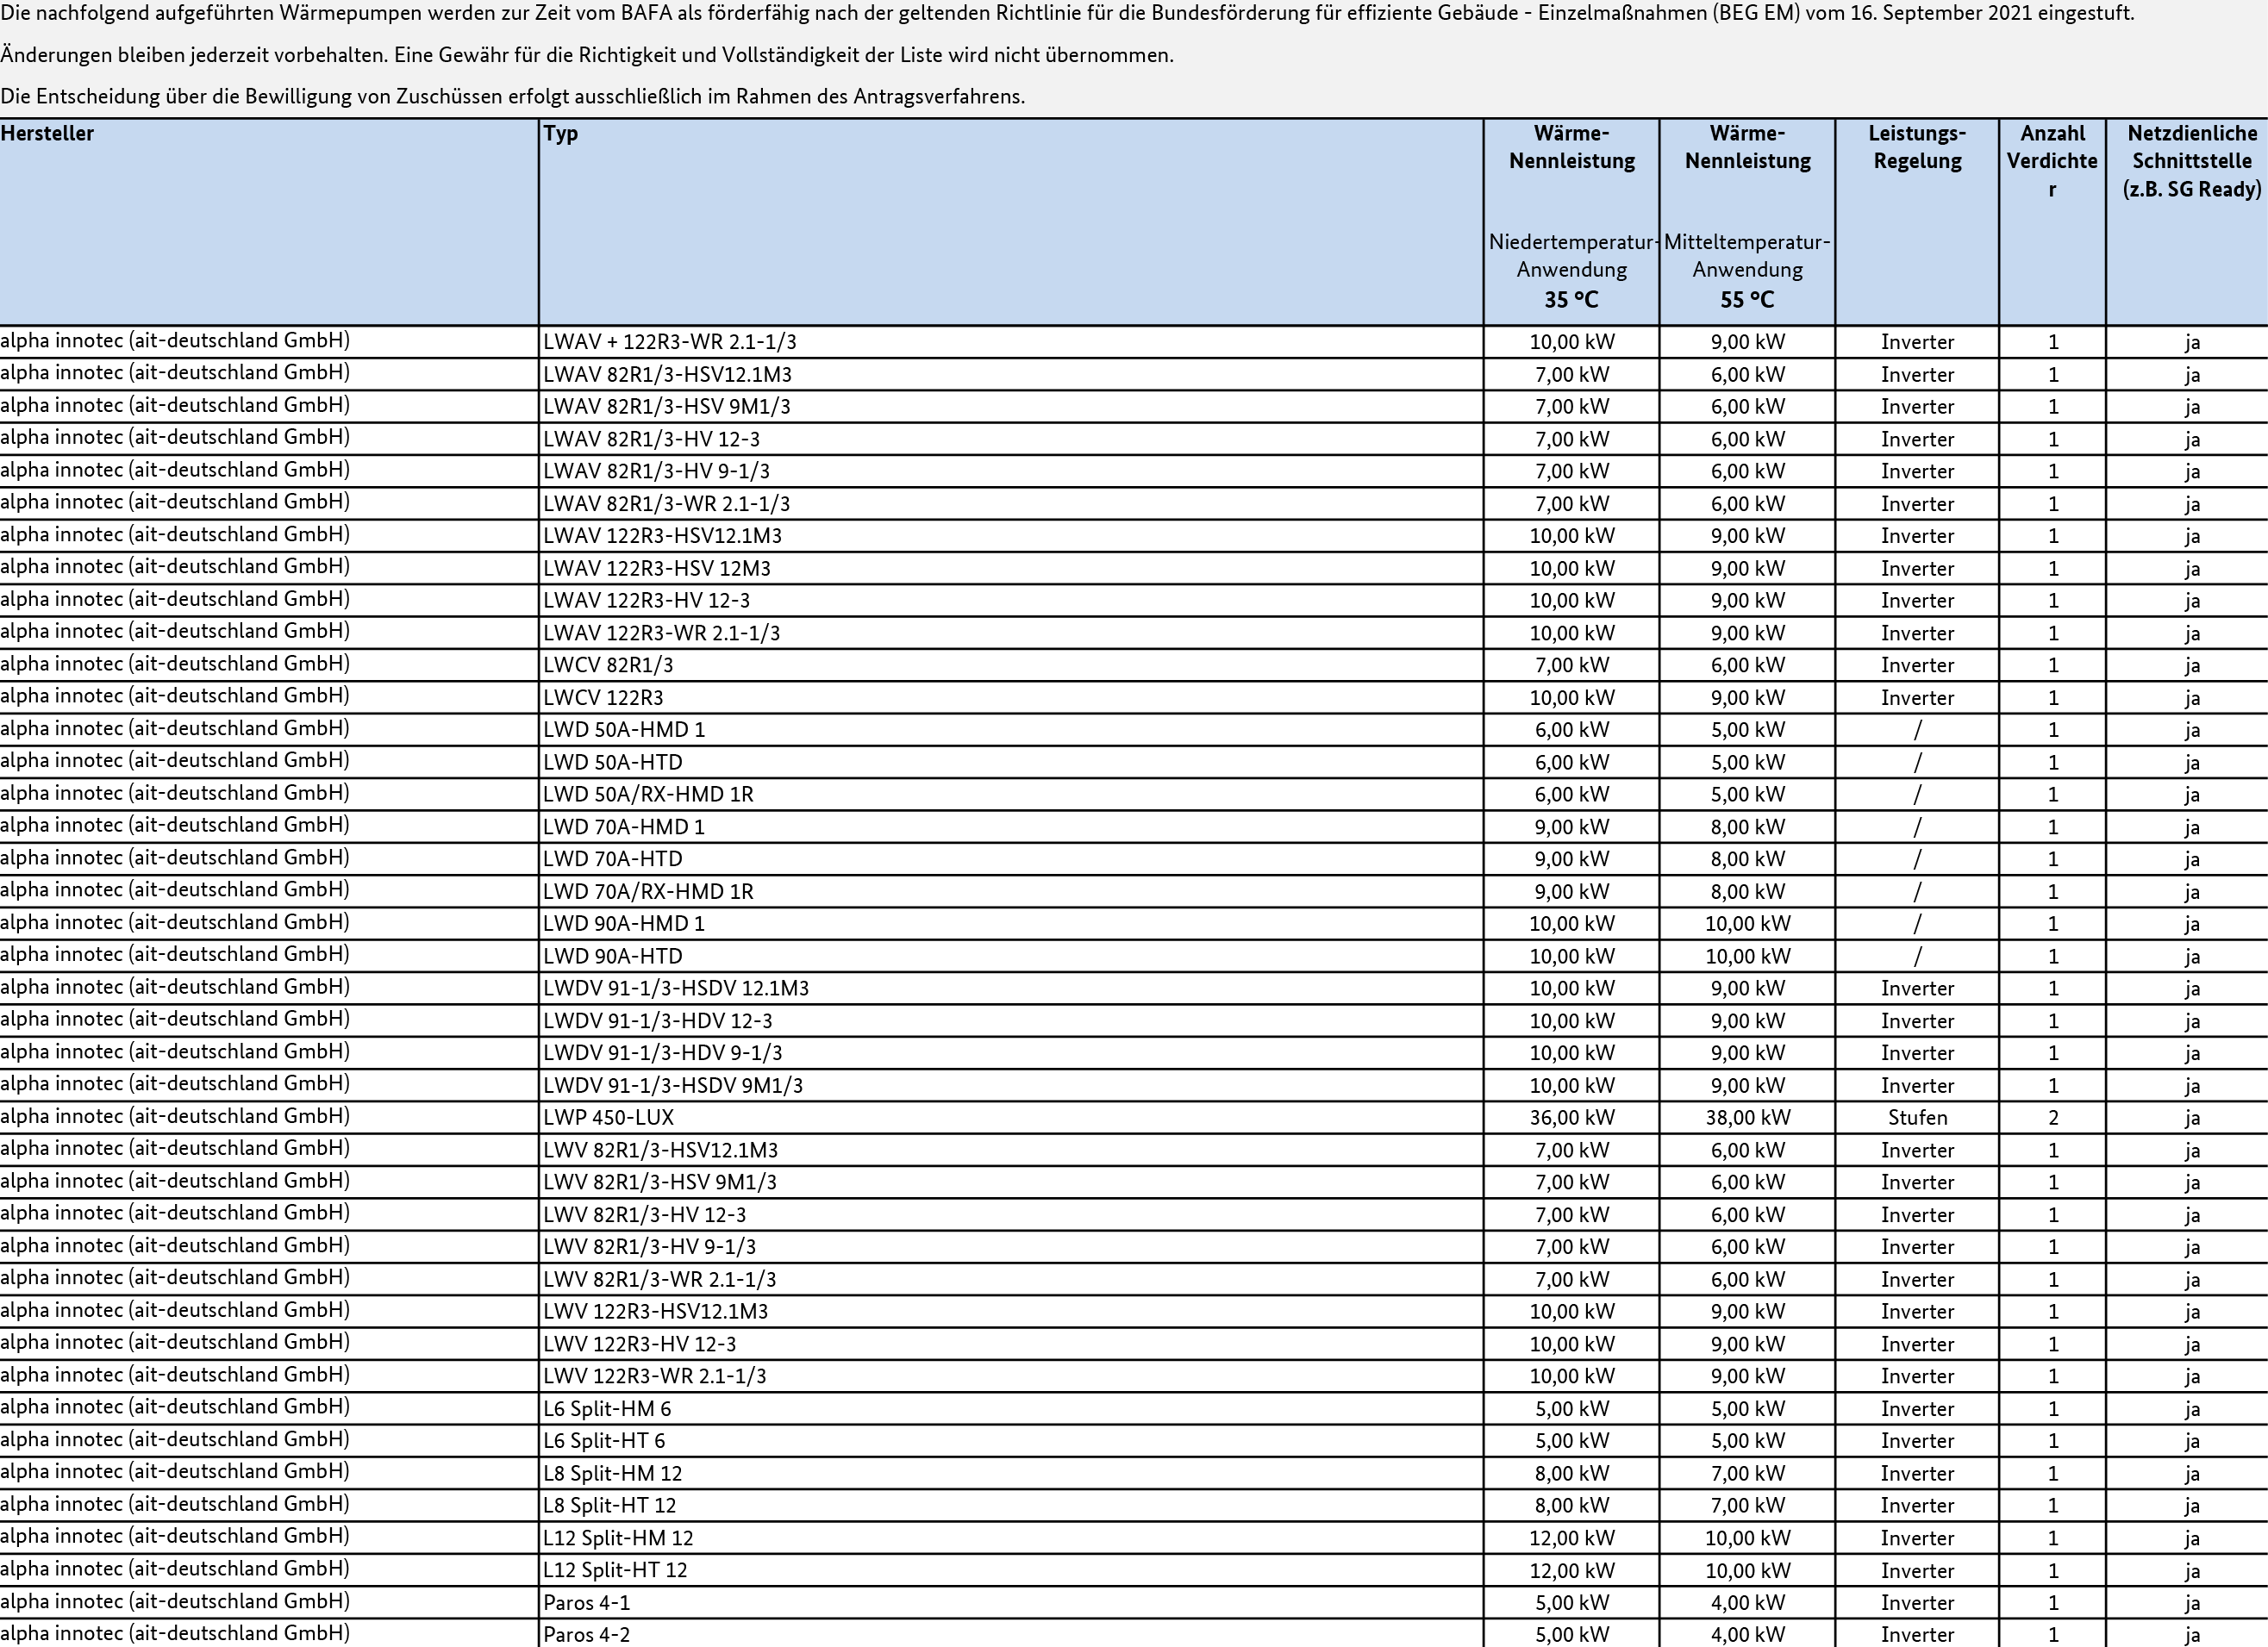 Die nachfolgend aufgeführten Wärmepumpen werden zur Zeit vom BAFA als förderfähig nach der geltenden Richtlinie für die Bundesförderung für effiziente Gebäude - Einzelmaßnahmen (BEG EM) vom 16. September 2021 eingestuft.
Änderungen bleiben jederzeit vorbehalten. Eine Gewähr für die Richtigkeit und Vollständigkeit der Liste wird nicht übernommen.
Die Entscheidung über die Bewilligung von Zuschüssen erfolgt ausschließlich im Rahmen des Antragsverfahrens.
Hersteller Typ Wärme- Wärme- Leistungs- Anzahl Netzdienliche
Nennleistung Nennleistung Regelung Verdichte Schnittstelle
r (z.B. SG Ready)
Niedertemperatur- Mitteltemperatur-
Anwendung Anwendung
35 °C 55 °C
alpha innotec (ait-deutschland GmbH) LWAV + 122R3-WR 2.1-1/3 10,00 kW 9,00 kW Inverter 1 ja
alpha innotec (ait-deutschland GmbH) LWAV 82R1/3-HSV12.1M3 7,00 kW 6,00 kW Inverter 1 ja
alpha innotec (ait-deutschland GmbH) LWAV 82R1/3-HSV 9M1/3 7,00 kW 6,00 kW Inverter 1 ja
alpha innotec (ait-deutschland GmbH) LWAV 82R1/3-HV 12-3 7,00 kW 6,00 kW Inverter 1 ja
alpha innotec (ait-deutschland GmbH) LWAV 82R1/3-HV 9-1/3 7,00 kW 6,00 kW Inverter 1 ja
alpha innotec (ait-deutschland GmbH) LWAV 82R1/3-WR 2.1-1/3 7,00 kW 6,00 kW Inverter 1 ja
alpha innotec (ait-deutschland GmbH) LWAV 122R3-HSV12.1M3 10,00 kW 9,00 kW Inverter 1 ja
alpha innotec (ait-deutschland GmbH) LWAV 122R3-HSV 12M3 10,00 kW 9,00 kW Inverter 1 ja
alpha innotec (ait-deutschland GmbH) LWAV 122R3-HV 12-3 10,00 kW 9,00 kW Inverter 1 ja
alpha innotec (ait-deutschland GmbH) LWAV 122R3-WR 2.1-1/3 10,00 kW 9,00 kW Inverter 1 ja
alpha innotec (ait-deutschland GmbH) LWCV 82R1/3 7,00 kW 6,00 kW Inverter 1 ja
alpha innotec (ait-deutschland GmbH) LWCV 122R3 10,00 kW 9,00 kW Inverter 1 ja
alpha innotec (ait-deutschland GmbH) LWD 50A-HMD 1 6,00 kW 5,00 kW / 1 ja
alpha innotec (ait-deutschland GmbH) LWD 50A-HTD 6,00 kW 5,00 kW / 1 ja
alpha innotec (ait-deutschland GmbH) LWD 50A/RX-HMD 1R 6,00 kW 5,00 kW / 1 ja
alpha innotec (ait-deutschland GmbH) LWD 70A-HMD 1 9,00 kW 8,00 kW / 1 ja
alpha innotec (ait-deutschland GmbH) LWD 70A-HTD 9,00 kW 8,00 kW / 1 ja
alpha innotec (ait-deutschland GmbH) LWD 70A/RX-HMD 1R 9,00 kW 8,00 kW / 1 ja
alpha innotec (ait-deutschland GmbH) LWD 90A-HMD 1 10,00 kW 10,00 kW / 1 ja
alpha innotec (ait-deutschland GmbH) LWD 90A-HTD 10,00 kW 10,00 kW / 1 ja
alpha innotec (ait-deutschland GmbH) LWDV 91-1/3-HSDV 12.1M3 10,00 kW 9,00 kW Inverter 1 ja
alpha innotec (ait-deutschland GmbH) LWDV 91-1/3-HDV 12-3 10,00 kW 9,00 kW Inverter 1 ja
alpha innotec (ait-deutschland GmbH) LWDV 91-1/3-HDV 9-1/3 10,00 kW 9,00 kW Inverter 1 ja
alpha innotec (ait-deutschland GmbH) LWDV 91-1/3-HSDV 9M1/3 10,00 kW 9,00 kW Inverter 1 ja
alpha innotec (ait-deutschland GmbH) LWP 450-LUX 36,00 kW 38,00 kW Stufen 2 ja
alpha innotec (ait-deutschland GmbH) LWV 82R1/3-HSV12.1M3 7,00 kW 6,00 kW Inverter 1 ja
alpha innotec (ait-deutschland GmbH) LWV 82R1/3-HSV 9M1/3 7,00 kW 6,00 kW Inverter 1 ja
alpha innotec (ait-deutschland GmbH) LWV 82R1/3-HV 12-3 7,00 kW 6,00 kW Inverter 1 ja
alpha innotec (ait-deutschland GmbH) LWV 82R1/3-HV 9-1/3 7,00 kW 6,00 kW Inverter 1 ja
alpha innotec (ait-deutschland GmbH) LWV 82R1/3-WR 2.1-1/3 7,00 kW 6,00 kW Inverter 1 ja
alpha innotec (ait-deutschland GmbH) LWV 122R3-HSV12.1M3 10,00 kW 9,00 kW Inverter 1 ja
alpha innotec (ait-deutschland GmbH) LWV 122R3-HV 12-3 10,00 kW 9,00 kW Inverter 1 ja
alpha innotec (ait-deutschland GmbH) LWV 122R3-WR 2.1-1/3 10,00 kW 9,00 kW Inverter 1 ja
alpha innotec (ait-deutschland GmbH) L6 Split-HM 6 5,00 kW 5,00 kW Inverter 1 ja
alpha innotec (ait-deutschland GmbH) L6 Split-HT 6 5,00 kW 5,00 kW Inverter 1 ja
alpha innotec (ait-deutschland GmbH) L8 Split-HM 12 8,00 kW 7,00 kW Inverter 1 ja
alpha innotec (ait-deutschland GmbH) L8 Split-HT 12 8,00 kW 7,00 kW Inverter 1 ja
alpha innotec (ait-deutschland GmbH) L12 Split-HM 12 12,00 kW 10,00 kW Inverter 1 ja
alpha innotec (ait-deutschland GmbH) L12 Split-HT 12 12,00 kW 10,00 kW Inverter 1 ja
alpha innotec (ait-deutschland GmbH) Paros 4-1 5,00 kW 4,00 kW Inverter 1 ja
alpha innotec (ait-deutschland GmbH) Paros 4-2 5,00 kW 4,00 kW Inverter 1 ja